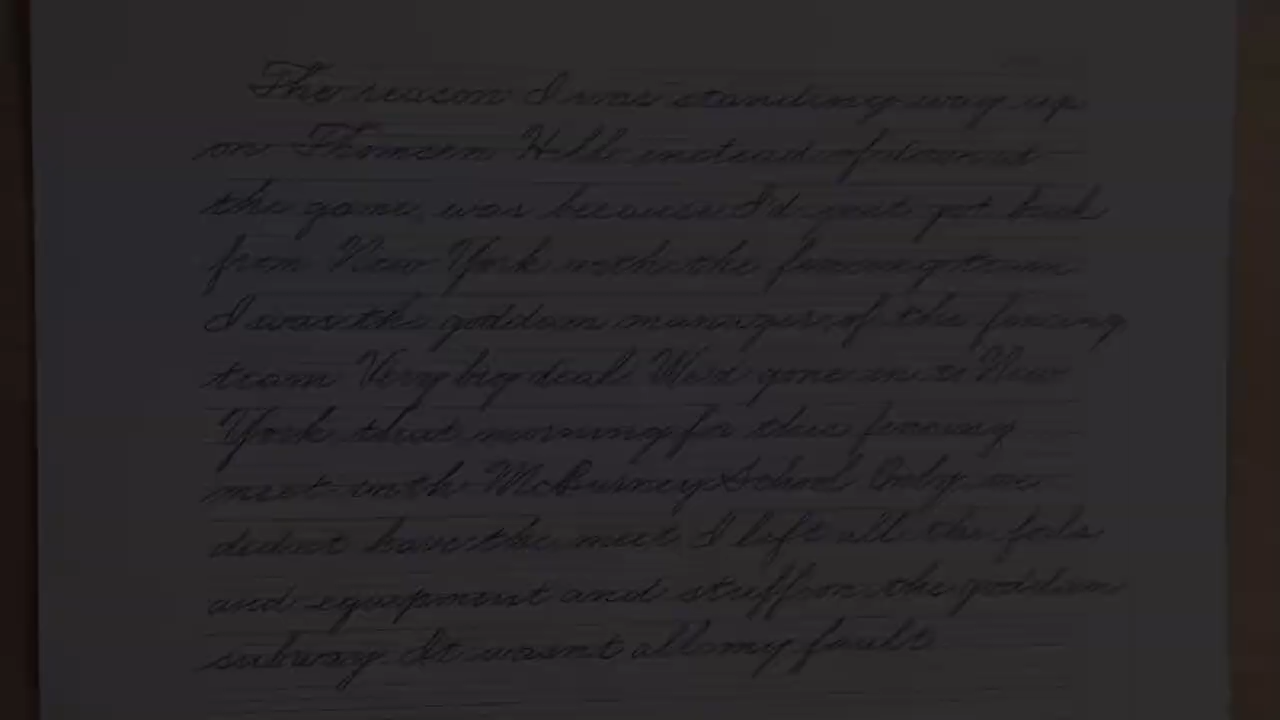 The reason I was standing way up
on Thomsen Hill instead of down at
the game, was because I'd just got back
from New York with the fencing team
I was the goddam manager of the fencing
team Very big deal We'd gone in to New
York that morning for this fencing
meet with McBurney School Only we
didnt have the meet I left all the foils
and equipment and stuff on the goddam
subway It wasnt all my fault